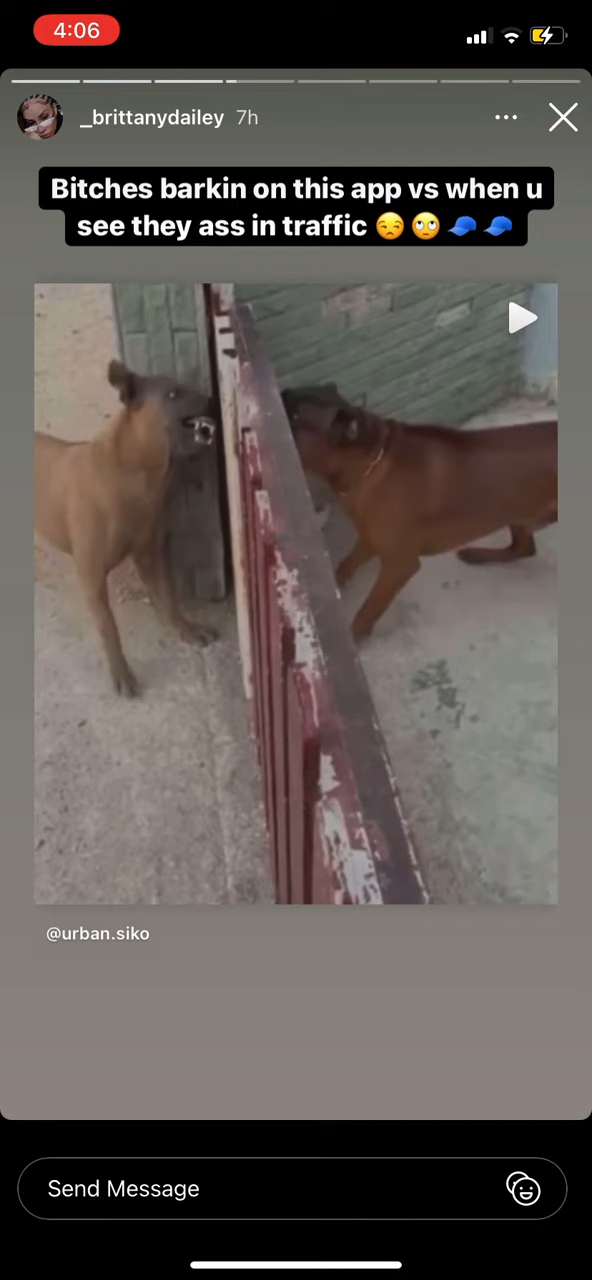 4:06
_brittanydailey 7h
Bitches barkin on this app vs when u
see they ass in traffic 😒 🙄 🧢 🧢
@urban.siko
Send Message